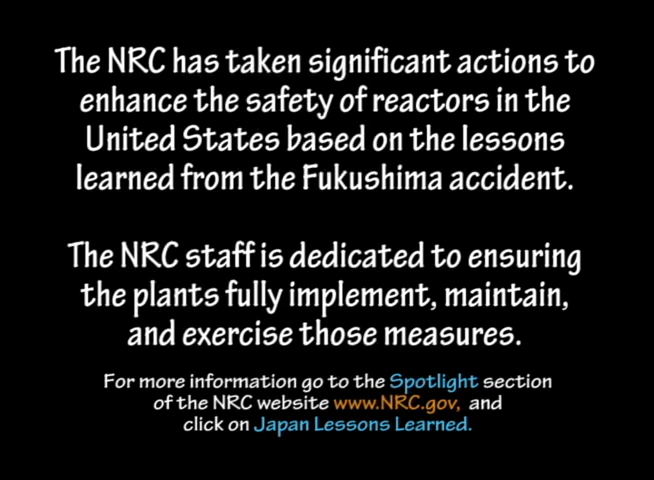 The NRC has taken significant actions to
enhance the safety of reactors in the
United States based on the lessons
learned from the Fukushima accident.
The NRC staff is dedicated to ensuring
the plants fully implement, maintain,
and exercise those measures.
For more information go to the Spotlight section
of the NRC website www.NRC.gov, and
click on Japan Lessons Learned.